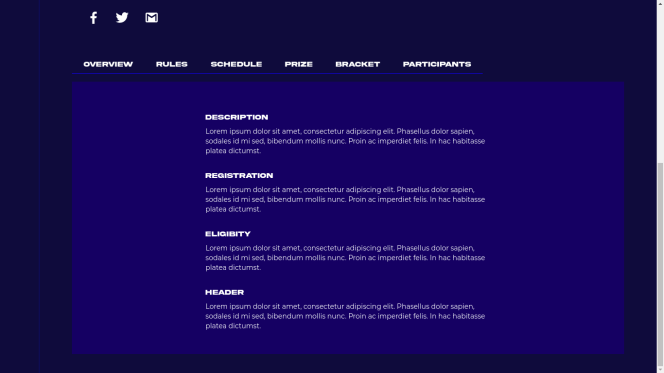 OVERVIEW RULES SCHEDULE PRIZE BRACKET PARTICIPANTS
DESCRIPTION
Lorem ipsum dolor sit amet, consectetur adipiscing elit. Phasellus dolor sapien,
sodales id mi sed, bibendum mollis nunc. Proin ac imperdiet felis. In hac habitasse
platea dictumst.
REGISTRATION
Lorem ipsum dolor sit amet, consectetur adipiscing elit. Phasellus dolor sapien,
sodales id mi sed, bibendum mollis nunc. Proin ac imperdiet felis. In hac habitasse
platea dictumst.
ELIGIBITY
Lorem ipsum dolor sit amet, consectetur adipiscing elit. Phasellus dolor sapien,
sodales id mi sed, bibendum mollis nunc. Proin ac imperdiet felis. In hac habitasse
platea dictumst.
HEADER
Lorem ipsum dolor sit amet, consectetur adipiscing elit. Phasellus dolor sapien,
sodales id mi sed, bibendum mollis nunc. Proin ac imperdiet felis. In hac habitasse
platea dictumst.